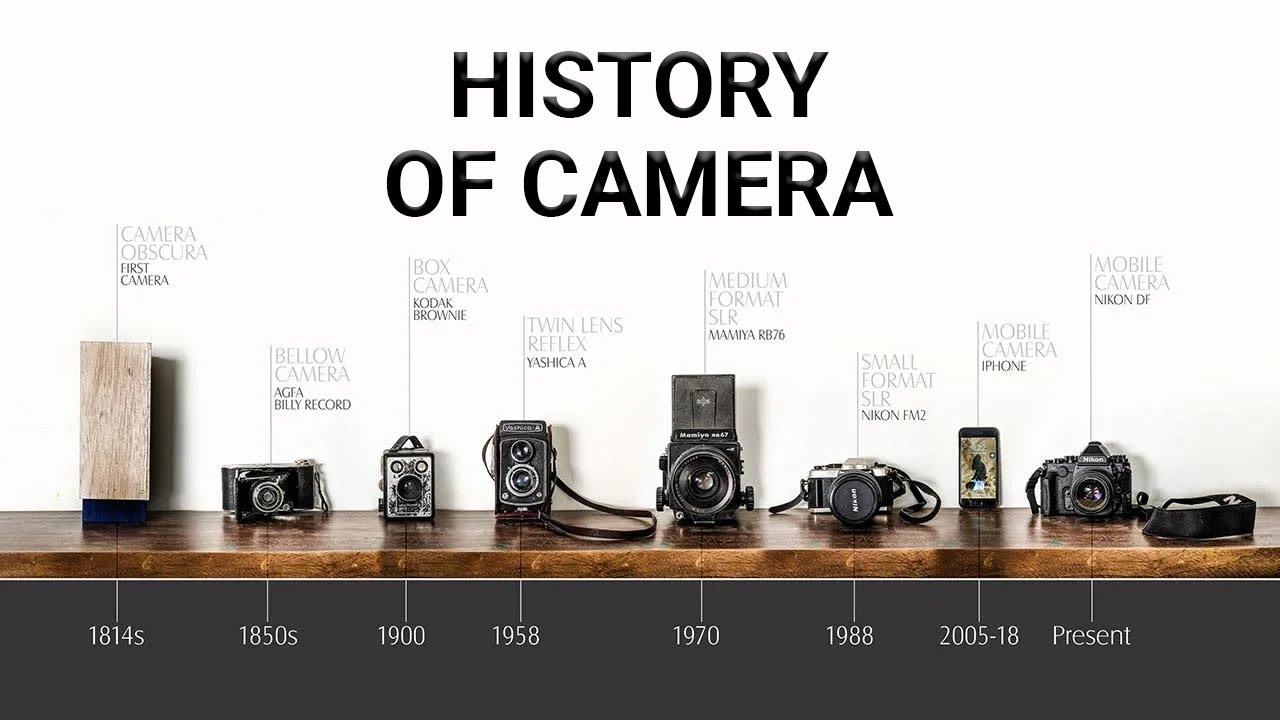 HISTORY
OF CAMERA
CAMERA
OBSCURA
FIRST
CAMERA
BELLOW
CAMERA
AGFA
BILLY RECORD
BOX
CAMERA
KODAK
BROWNIE
TWIN LENS
REFLEX
YASHICA A
MEDIUM
FORMAT
SLR
MAMIYA RB76
SMALL
FORMAT
SLR
NIKON FM2
MOBILE
CAMERA
IPHONE
MOBILE
CAMERA
NIKON DF
Yashica-A
Mamiya RB67
Nikon
Nikon
1814s
1850s
1900
1958
1970
1988
2005-18
Present